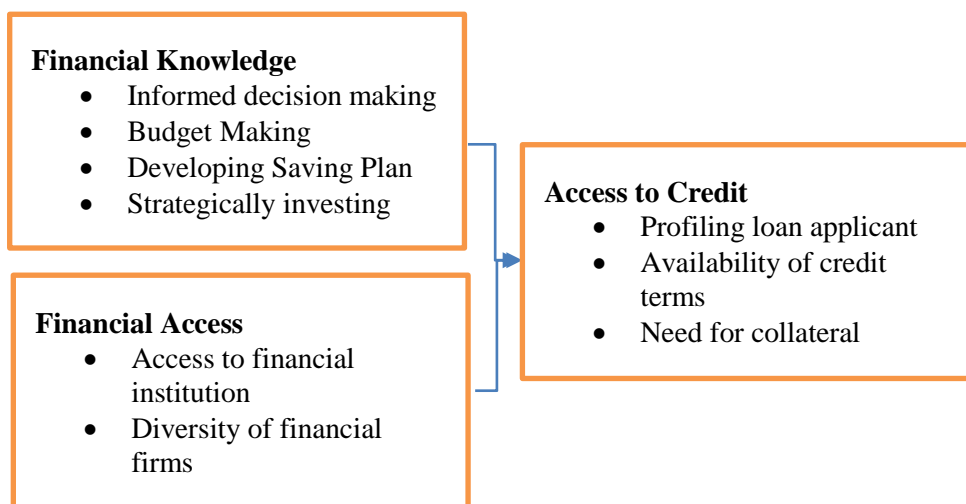 Financial Knowledge
• Informed decision making
• Budget Making
• Developing Saving Plan
• Strategically investing
Access to Credit
• Profiling loan applicant
• Availability of credit
terms
• Need for collateral
Financial Access
• Access to financial
institution
• Diversity of financial
firms